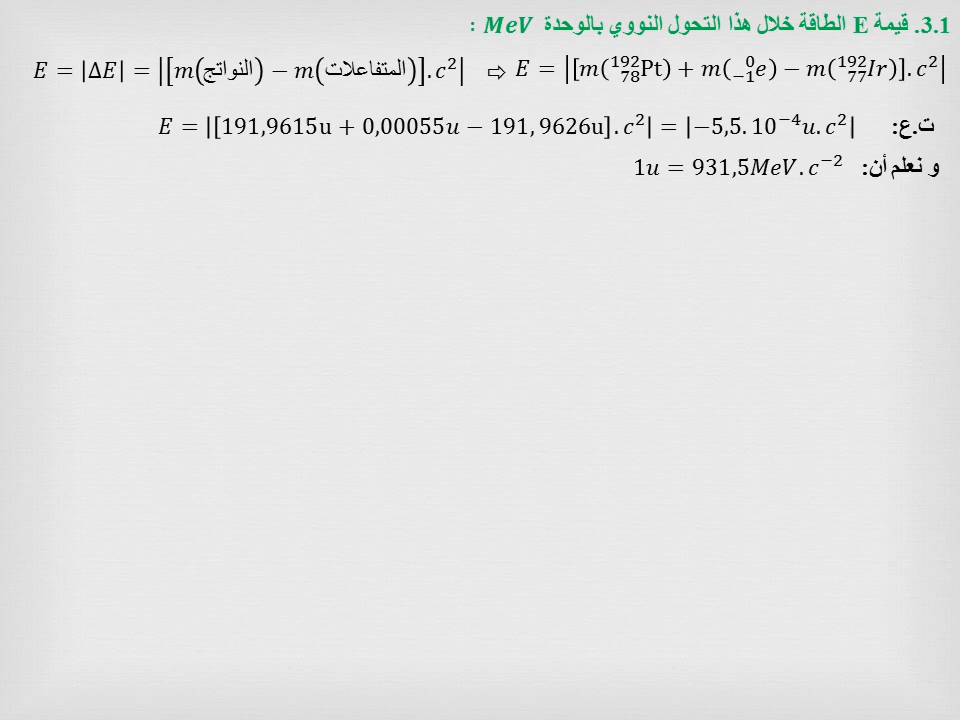 3.1. قيمة E الطاقة خلال هذا التحول النووي بالوحدة MeV :
E = |ΔE| = |[m(النواتج) − m(المتفاعلات)].c²| ⇨ E = |[m(¹⁹²₇₈Pt) + m(⁰₋₁e) − m(¹⁹²₇₇Ir)].c²|
ت.ع: E = |[191,9615u + 0,00055u − 191, 9626u].c²| = |−5,5. 10⁻⁴u.c²|
و نعلم أن: 1u = 931,5MeV.c⁻²